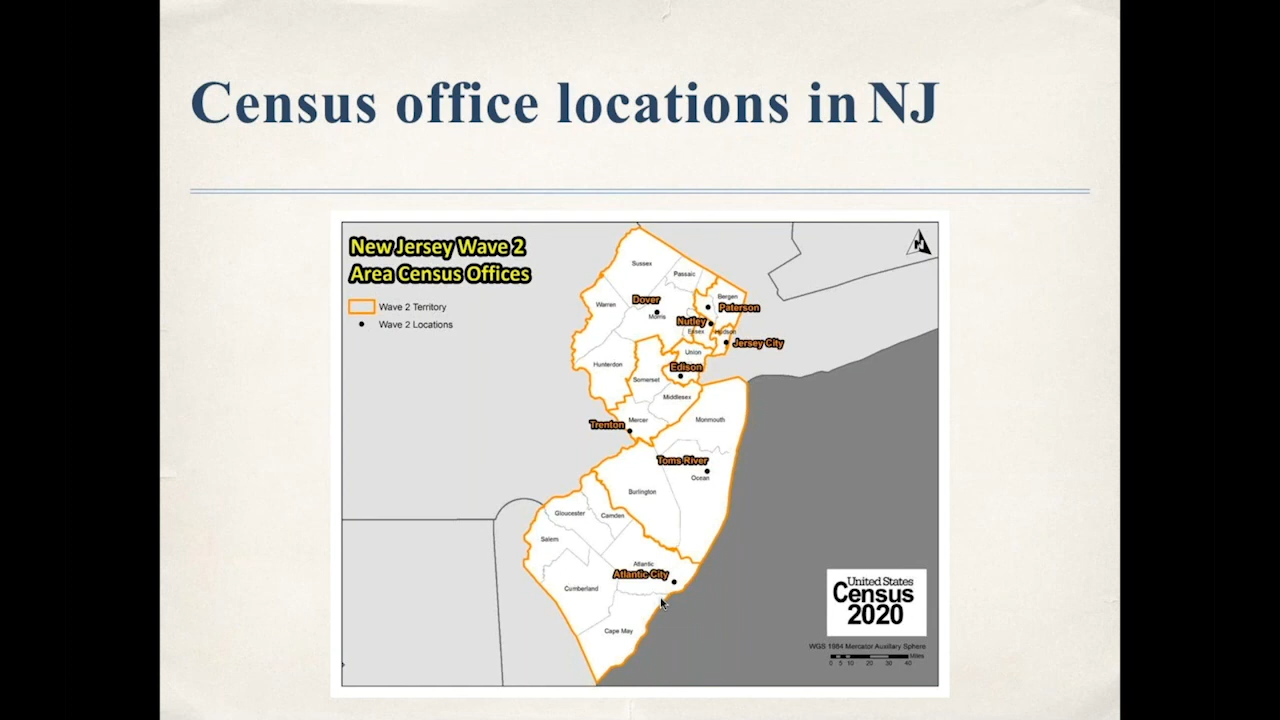 Census office locations in NJ
New Jersey Wave 2
Area Census Offices
Wave 2 Territory
Wave 2 Locations
N
Sussex
Passaic
Bergen
Warren
Dover
Morris
Paterson
Nutley
Essex
Hudson
Jersey City
Union
Hunterdon
Edison
Somerset
Middlesex
Trenton
Mercer
Monmouth
Toms River
Ocean
Burlington
Gloucester
Camden
Salem
Atlantic
Atlantic City
Cumberland
Cape May
United States
Census
2020
WGS 1984 Mercator Auxiliary Sphere
Miles
0 5 10 20 30 40